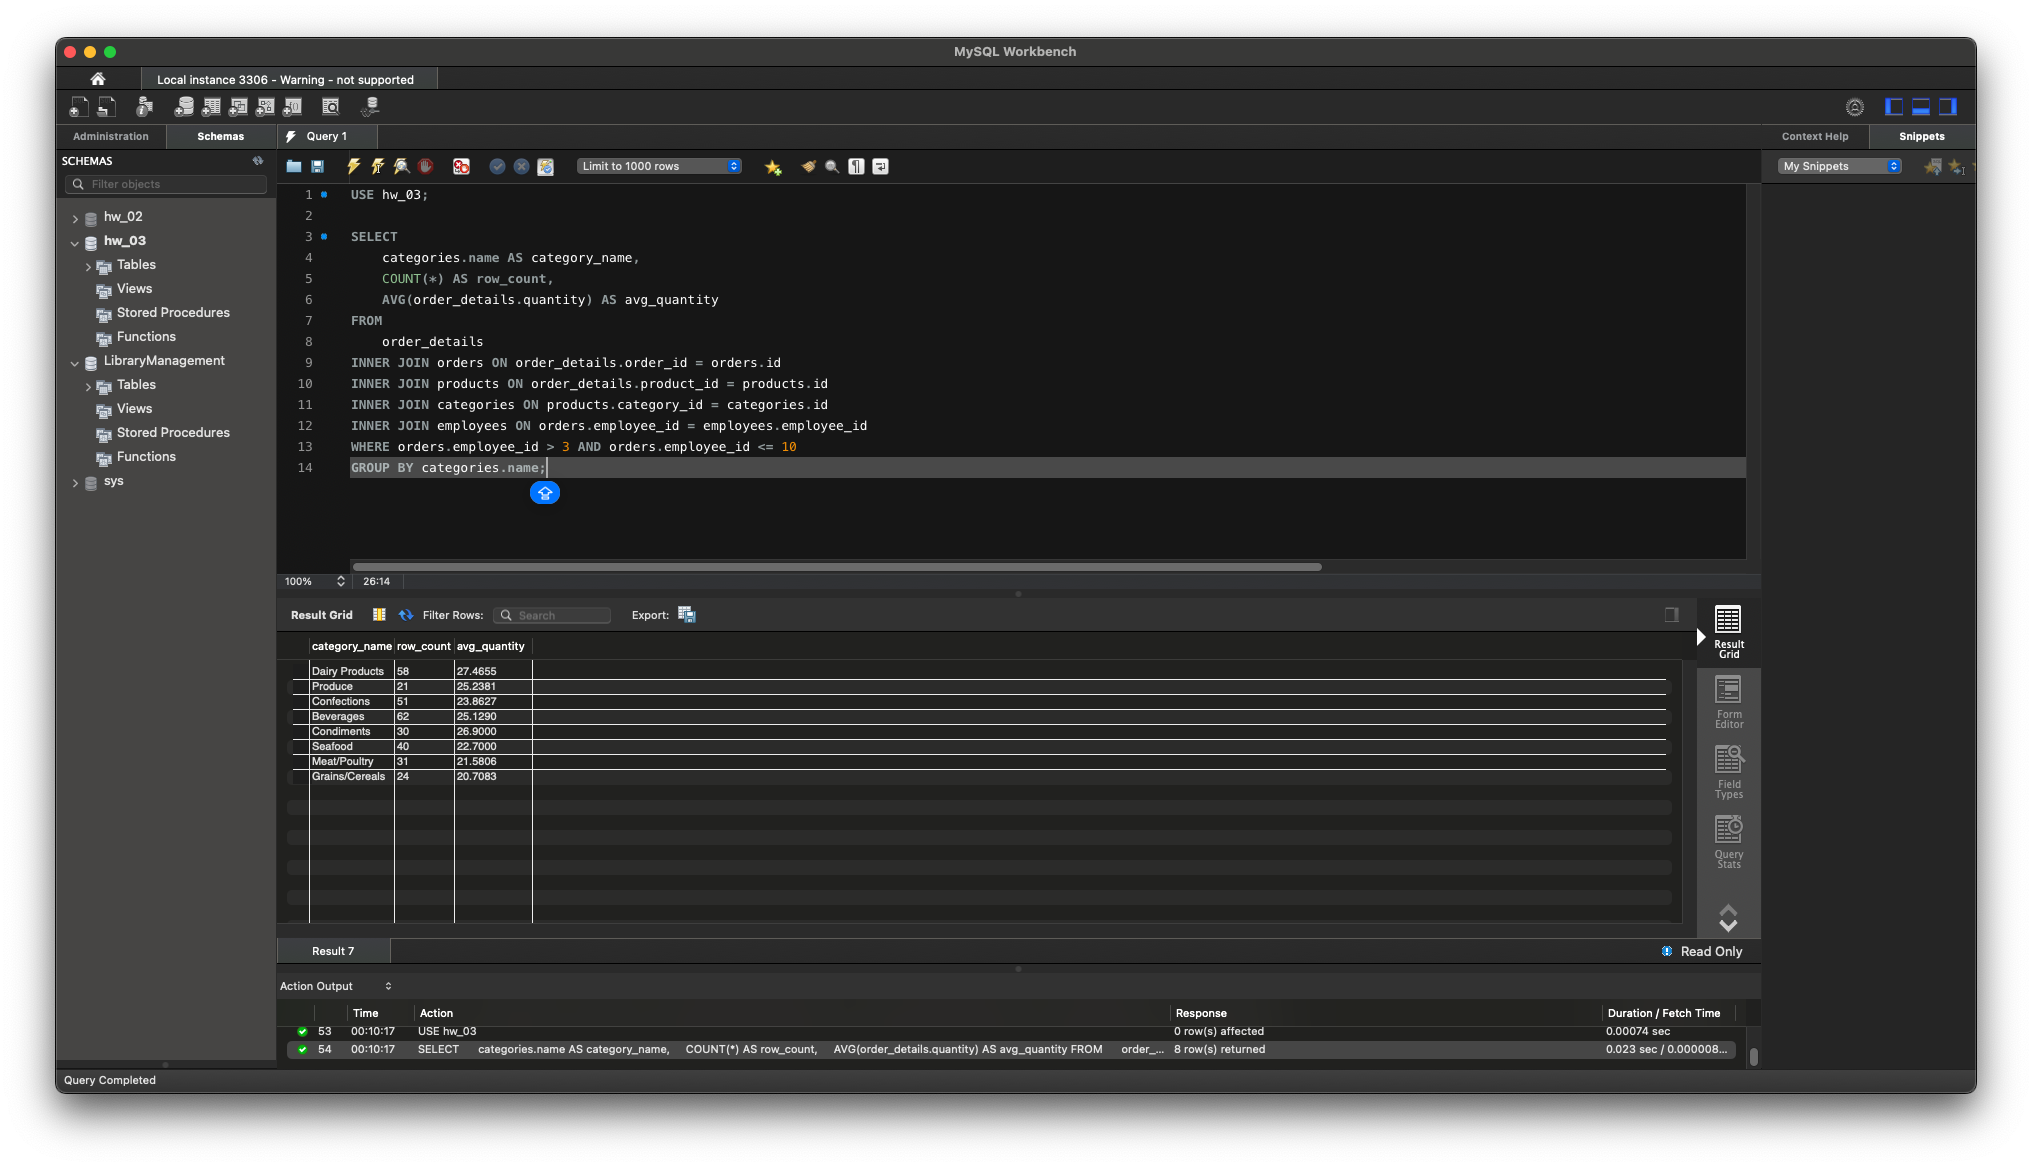 MySQL Workbench
Local instance 3306 - Warning - not supported
Administration
Schemas
Query 1
Context Help
Snippets
SCHEMAS
Limit to 1000 rows
My Snippets
Filter objects
hw_02
hw_03
Tables
Views
Stored Procedures
Functions
LibraryManagement
Tables
Views
Stored Procedures
Functions
sys
1 USE hw_03;
2
3 SELECT
4 categories.name AS category_name,
5 COUNT(*) AS row_count,
6 AVG(order_details.quantity) AS avg_quantity
7 FROM
8 order_details
9 INNER JOIN orders ON order_details.order_id = orders.id
10 INNER JOIN products ON order_details.product_id = products.id
11 INNER JOIN categories ON products.category_id = categories.id
12 INNER JOIN employees ON orders.employee_id = employees.employee_id
13 WHERE orders.employee_id > 3 AND orders.employee_id <= 10
14 GROUP BY categories.name;
100% 26:14
Result Grid Filter Rows: Search Export:
category_name row_count avg_quantity
Dairy Products 58 27.4655
Produce 21 25.2381
Confections 51 23.8627
Beverages 62 25.1290
Condiments 30 26.9000
Seafood 40 22.7000
Meat/Poultry 31 21.5806
Grains/Cereals 24 20.7083
Result
Grid
Form
Editor
Field
Types
Query
Stats
Result 7
Read Only
Action Output
Time Action Response Duration / Fetch Time
53 00:10:17 USE hw_03 0 row(s) affected 0.00074 sec
54 00:10:17 SELECT categories.name AS category_name, COUNT(*) AS row_count, AVG(order_details.quantity) AS avg_quantity FROM order_... 8 row(s) returned 0.023 sec / 0.000008...
Query Completed